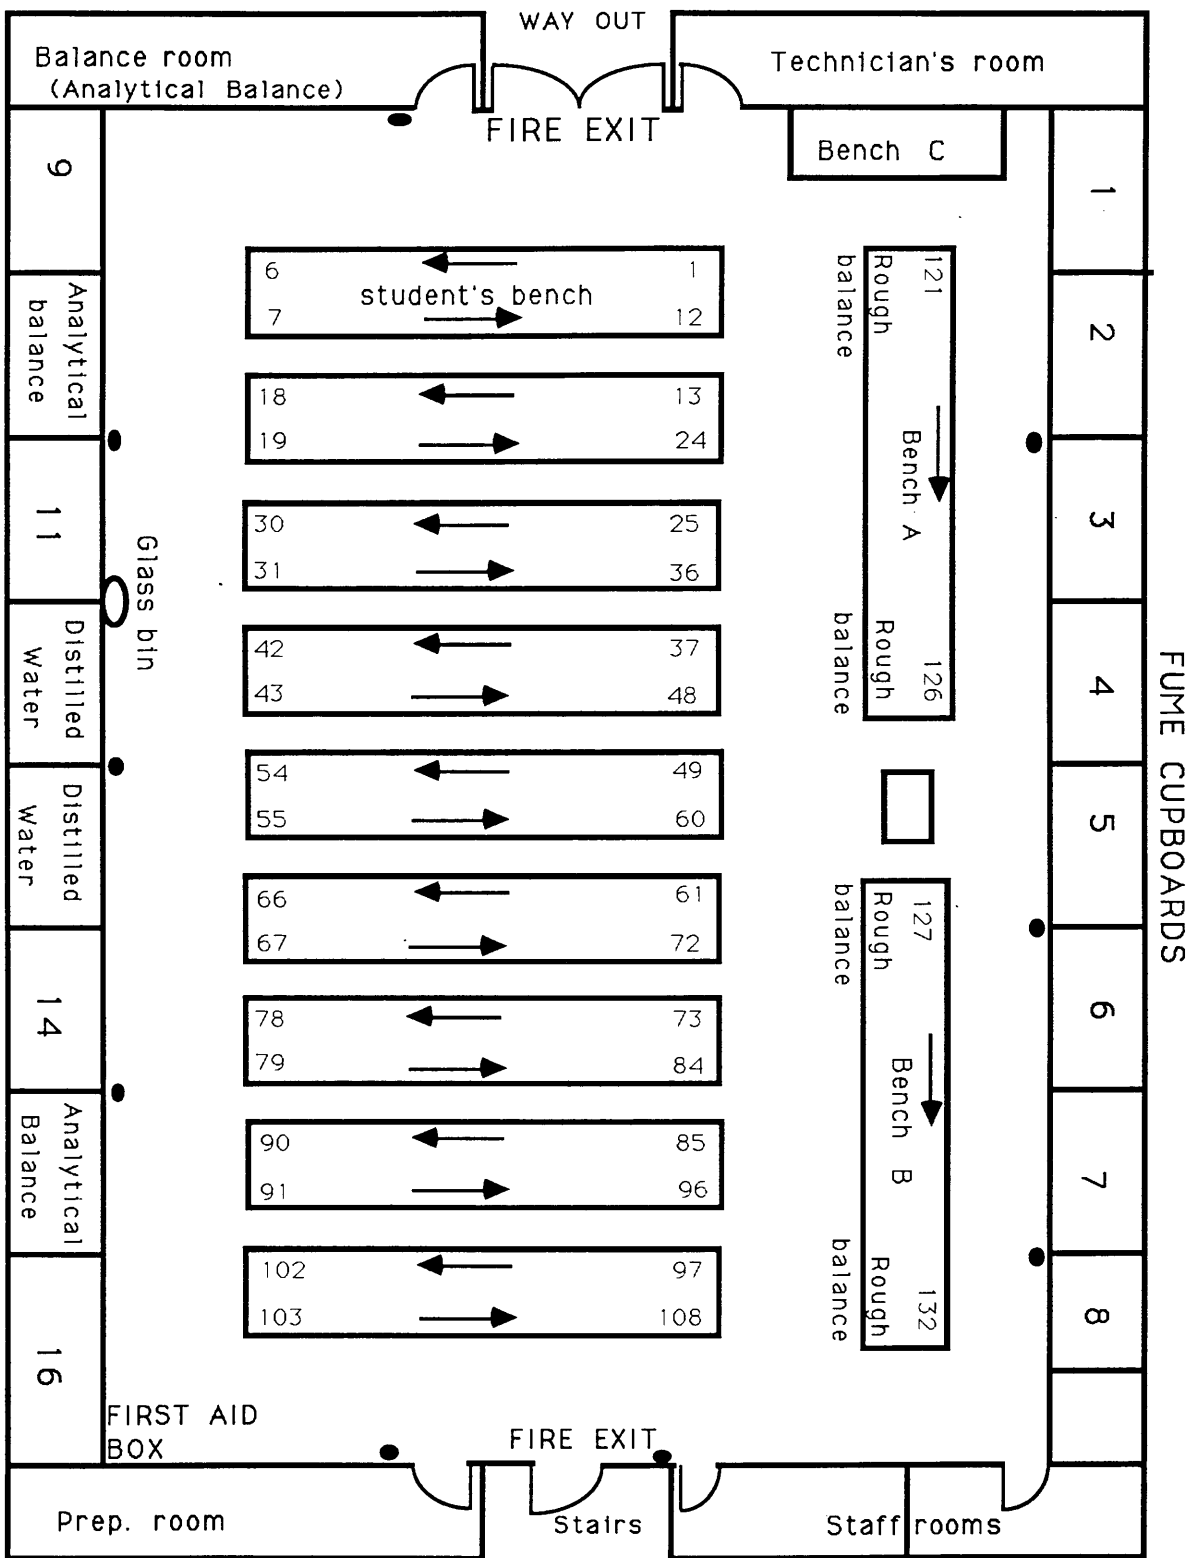 WAY OUT
Balance room
(Analytical Balance)
Technician's room
FIRE EXIT
Bench C
9
Analytical
balance
11
Glass bin
Distilled
Water
Distilled
Water
14
Analytical
Balance
16
6 1
student's bench
7 12
18 13
19 24
30 25
31 36
42 37
43 48
54 49
55 60
66 61
67 72
78 73
79 84
90 85
91 96
102 97
103 108
121
Rough
balance
Bench A
126
Rough
balance
127
Rough
balance
Bench B
132
Rough
balance
1
2
3
4
5
6
7
8
FUME CUPBOARDS
FIRST AID
BOX
FIRE EXIT
Prep. room
Stairs
Staff rooms